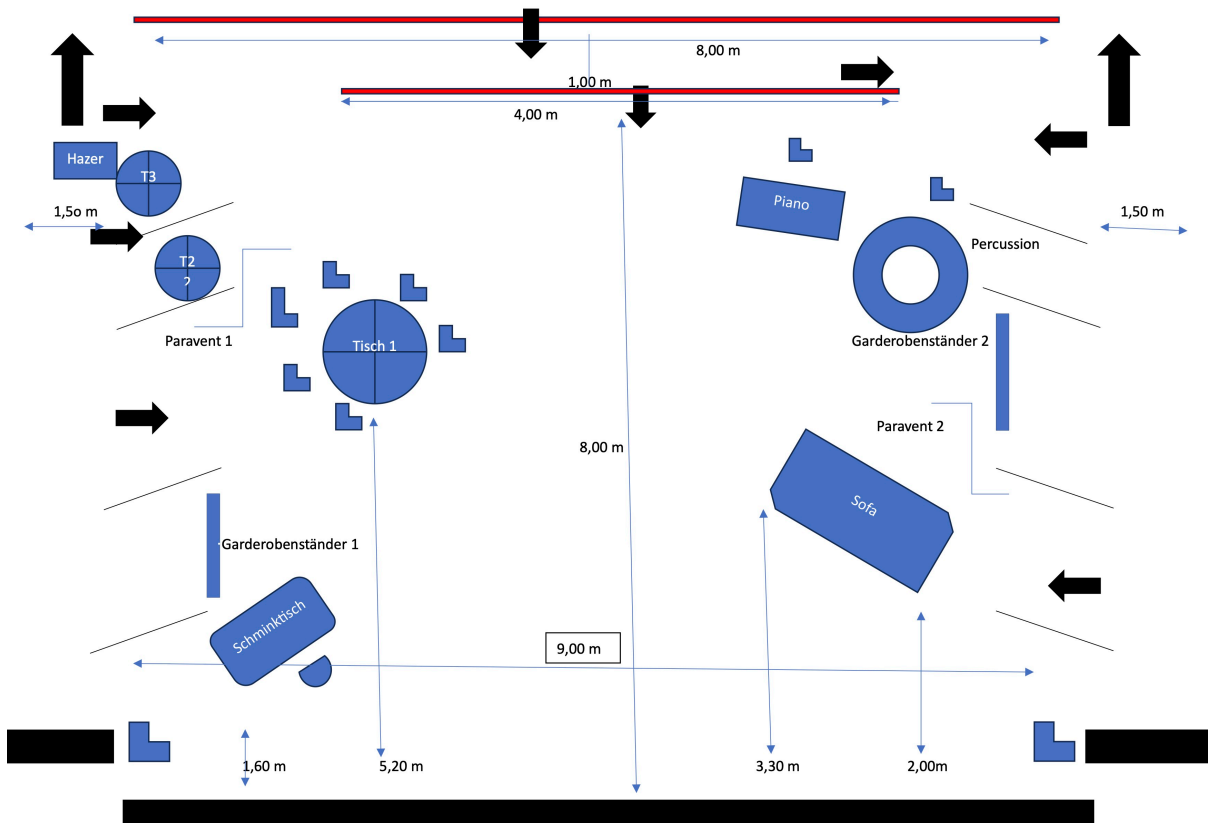 8,00 m
1,00 m
4,00 m
Hazer
T3
1,5o m
Piano
1,50 m
Percussion
T2
2
Paravent 1
Tisch 1
Garderobenständer 2
Paravent 2
8,00 m
Sofa
Garderobenständer 1
Schminktisch
9,00 m
1,60 m
5,20 m
3,30 m
2,00m